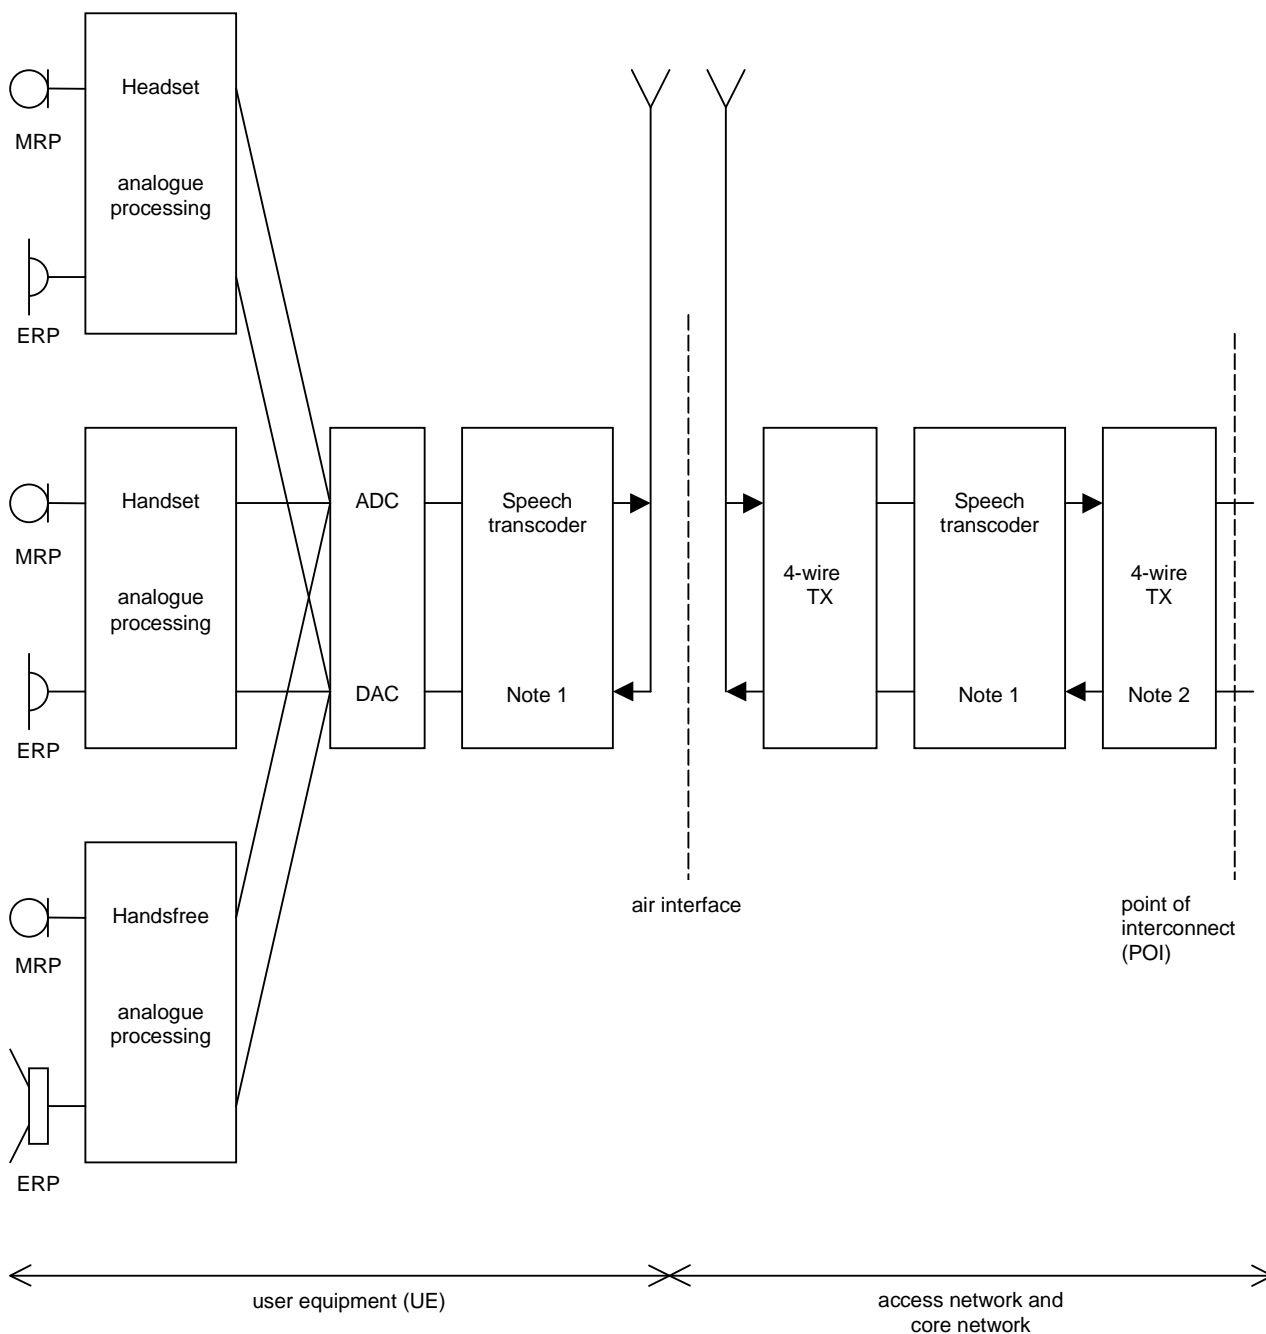 Headset
MRP
analogue
processing
ERP
Handset
MRP
analogue
processing
ERP
ADC
DAC
Speech
transcoder
Note 1
4-wire
TX
Speech
transcoder
Note 1
4-wire
TX
Note 2
Handsfree
MRP
analogue
processing
ERP
air interface
point of
interconnect
(POI)
user equipment (UE)
access network and
core network